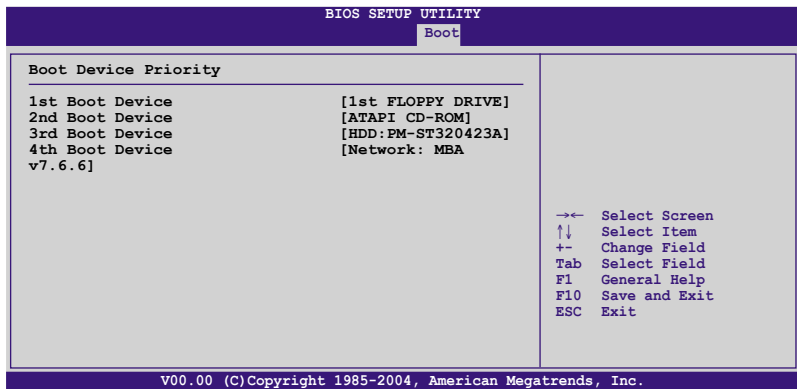 BIOS SETUP UTILITY
Boot
Boot Device Priority
1st Boot Device [1st FLOPPY DRIVE]
2nd Boot Device [ATAPI CD-ROM]
3rd Boot Device [HDD:PM-ST320423A]
4th Boot Device [Network: MBA
v7.6.6]
→← Select Screen
↑↓ Select Item
+- Change Field
Tab Select Field
F1 General Help
F10 Save and Exit
ESC Exit
V00.00 (C)Copyright 1985-2004, American Megatrends, Inc.